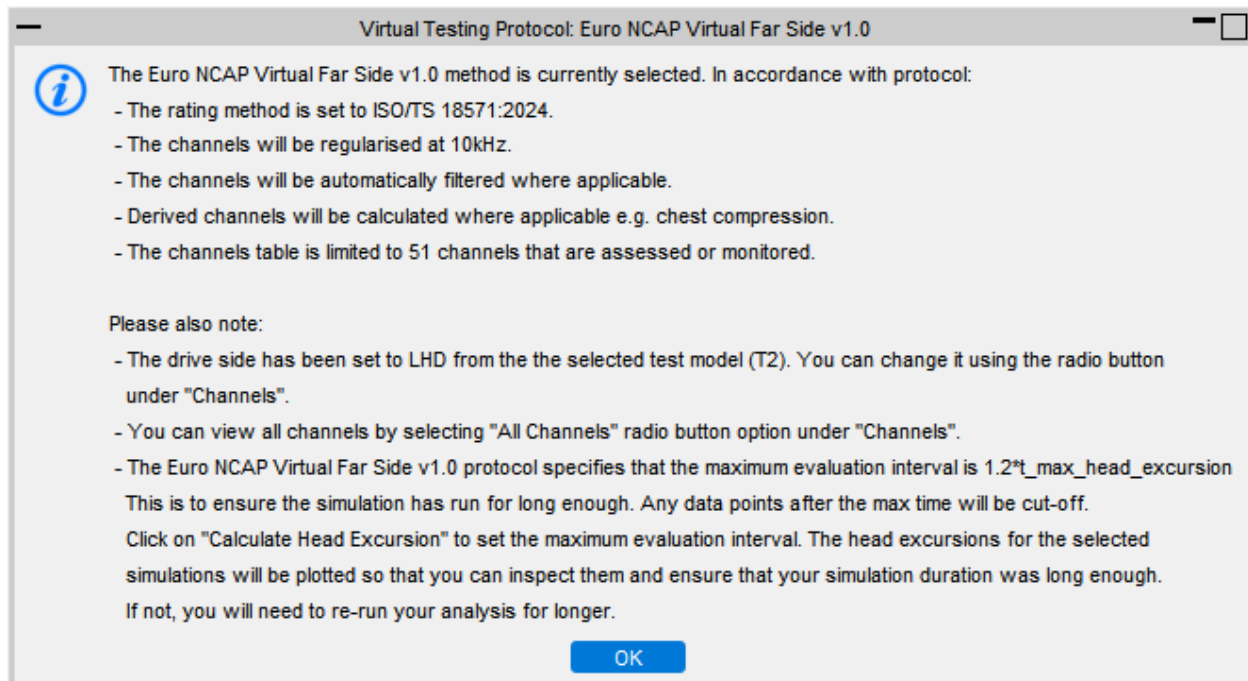 Virtual Testing Protocol: Euro NCAP Virtual Far Side v1.0
The Euro NCAP Virtual Far Side v1.0 method is currently selected. In accordance with protocol:
- The rating method is set to ISO/TS 18571:2024.
- The channels will be regularised at 10kHz.
- The channels will be automatically filtered where applicable.
- Derived channels will be calculated where applicable e.g. chest compression.
- The channels table is limited to 51 channels that are assessed or monitored.
Please also note:
- The drive side has been set to LHD from the the selected test model (T2). You can change it using the radio button
under "Channels".
- You can view all channels by selecting "All Channels" radio button option under "Channels".
- The Euro NCAP Virtual Far Side v1.0 protocol specifies that the maximum evaluation interval is 1.2*t_max_head_excursion
This is to ensure the simulation has run for long enough. Any data points after the max time will be cut-off.
Click on "Calculate Head Excursion" to set the maximum evaluation interval. The head excursions for the selected
simulations will be plotted so that you can inspect them and ensure that your simulation duration was long enough.
If not, you will need to re-run your analysis for longer.
OK